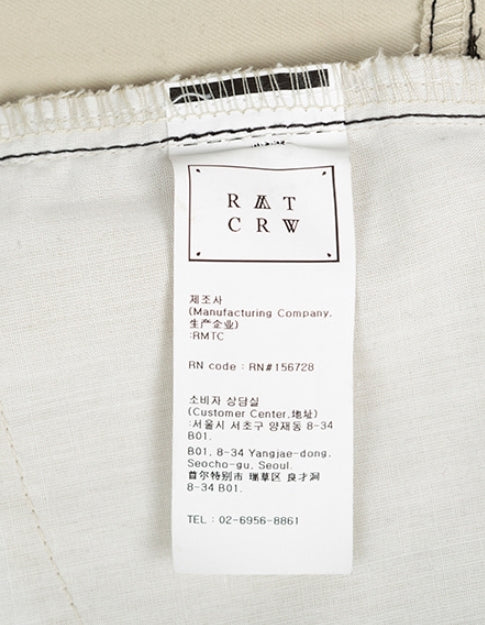 RMT
CRW
제조사
(Manufacturing Company,
生产企业)
:RMTC
RN code : RN#156728
소비자 상담실
(Customer Center,地址)
:서울시 서초구 양재동 8-34
B01.
B01, 8-34 Yangjae-dong,
Seocho-gu, Seoul.
首尔特别市 瑞草区 良才洞
8-34 B01.
TEL : 02-6956-8861